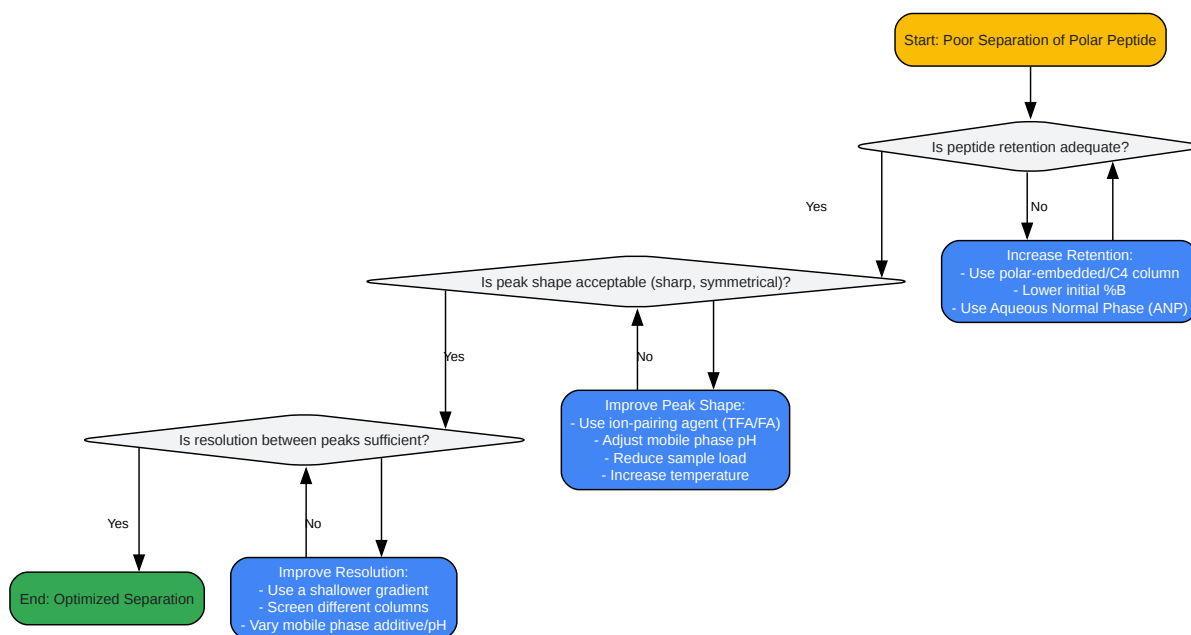 Start: Poor Separation of Polar Peptide
Is peptide retention adequate?
Yes
No
Increase Retention:
- Use polar-embedded/C4 column
- Lower initial %B
- Use Aqueous Normal Phase (ANP)
Is peak shape acceptable (sharp, symmetrical)?
Yes
No
Improve Peak Shape:
- Use ion-pairing agent (TFA/FA)
- Adjust mobile phase pH
- Reduce sample load
- Increase temperature
Is resolution between peaks sufficient?
Yes
No
End: Optimized Separation
Improve Resolution:
- Use a shallower gradient
- Screen different columns
- Vary mobile phase additive/pH